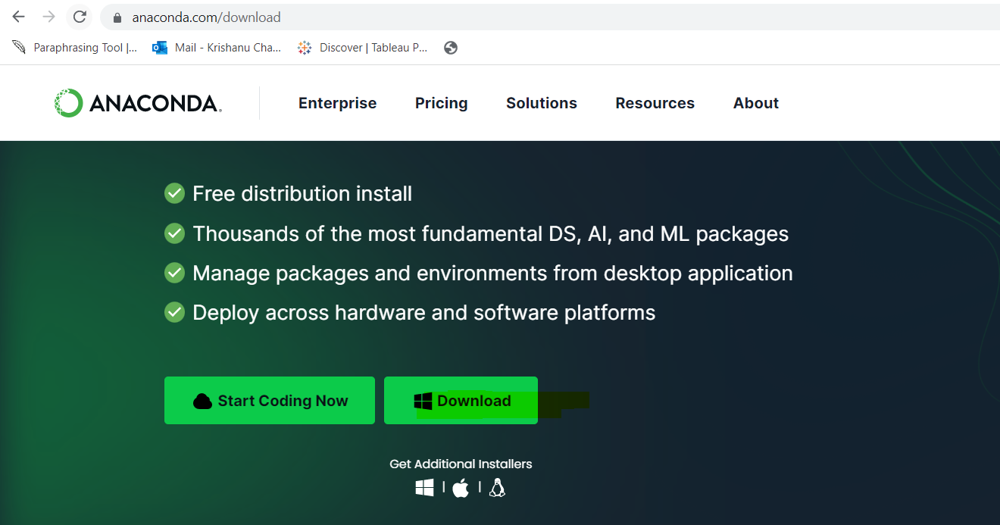 anaconda.com/download
Paraphrasing Tool |... Mail - Krishanu Cha... Discover | Tableau P...
ANACONDA. Enterprise Pricing Solutions Resources About
Free distribution install
Thousands of the most fundamental DS, AI, and ML packages
Manage packages and environments from desktop application
Deploy across hardware and software platforms
Start Coding Now Download
Get Additional Installers